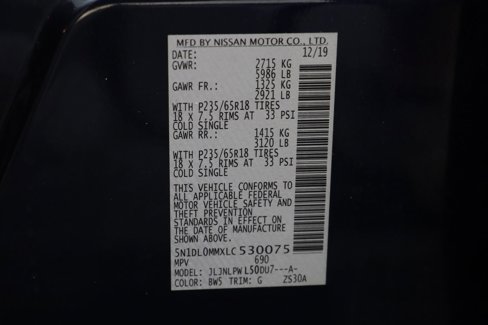 MFD BY NISSAN MOTOR CO., LTD.
DATE: 12/19
GVWR: 2715 KG
5986 LB
GAWR FR.: 1325 KG
2921 LB
WITH P235/65R18 TIRES
18 X 7.5 RIMS AT 33 PSI
COLD SINGLE
GAWR RR.: 1415 KG
3120 LB
WITH P235/65R18 TIRES
18 X 7.5 RIMS AT 33 PSI
COLD SINGLE
THIS VEHICLE CONFORMS TO
ALL APPLICABLE FEDERAL
MOTOR VEHICLE SAFETY AND
THEFT PREVENTION
STANDARDS IN EFFECT ON
THE DATE OF MANUFACTURE
SHOWN ABOVE.
5N1DL0MMXLC530075
MPV 690
MODEL: JLJNLPWL50DU7---A-
COLOR: BW5 TRIM: G ZS30A